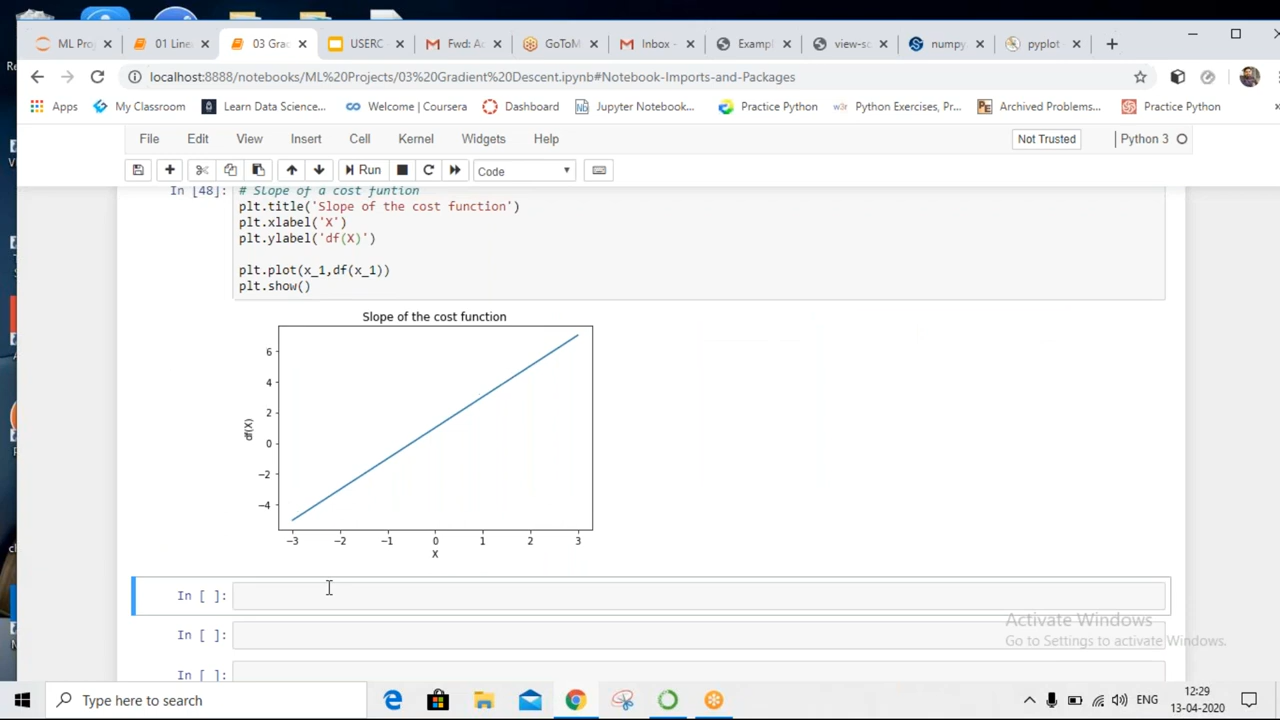 ML Pro
01 Line
03 Grad
USERC
Fwd: A
GoToM
Inbox -
Exampl
view-sc
numpy
pyplot
localhost:8888/notebooks/ML%20Projects/03%20Gradient%20Descent.ipynb#Notebook-Imports-and-Packages
Apps
My Classroom
Learn Data Science...
Welcome | Coursera
Dashboard
Jupyter Notebook...
Practice Python
Python Exercises, Pr...
Archived Problems...
Practice Python
File Edit View Insert Cell Kernel Widgets Help
Not Trusted
Python 3
Run
Code
In [48]:
# Slope of a cost funtion
plt.title('Slope of the cost function')
plt.xlabel('X')
plt.ylabel('df(X)')
plt.plot(x_1,df(x_1))
plt.show()
Slope of the cost function
6
4
2
0
−2
−4
df(X)
−3 −2 −1 0 1 2 3
X
In [ ]:
In [ ]:
In [ ]:
Activate Windows
Go to Settings to activate Windows.
Type here to search
ENG
12:29
13-04-2020